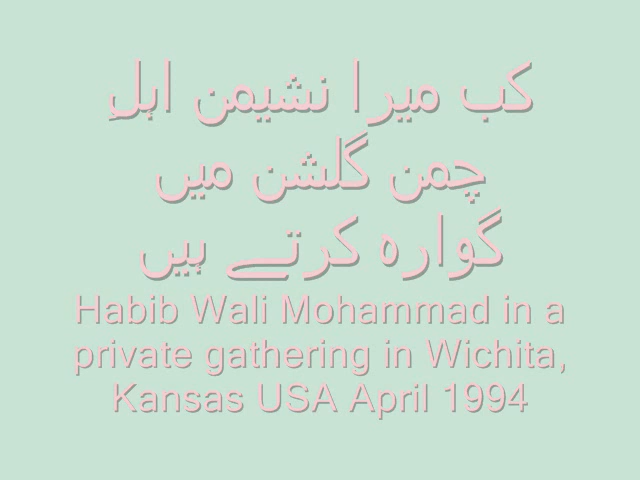 کب میرا نشیمن اہلِ
چمن گلشن میں
گوارہ کرتے ہیں
Habib Wali Mohammad in a
private gathering in Wichita,
Kansas USA April 1994